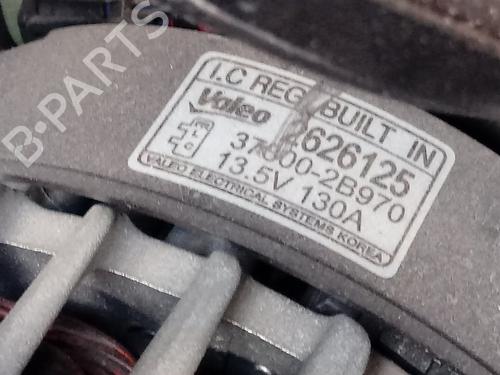 B-PARTS
I.C REG BUILT IN
Valeo 2626125
37300-2B970
13.5V 130A
VALEO ELECTRICAL SYSTEMS KOREA